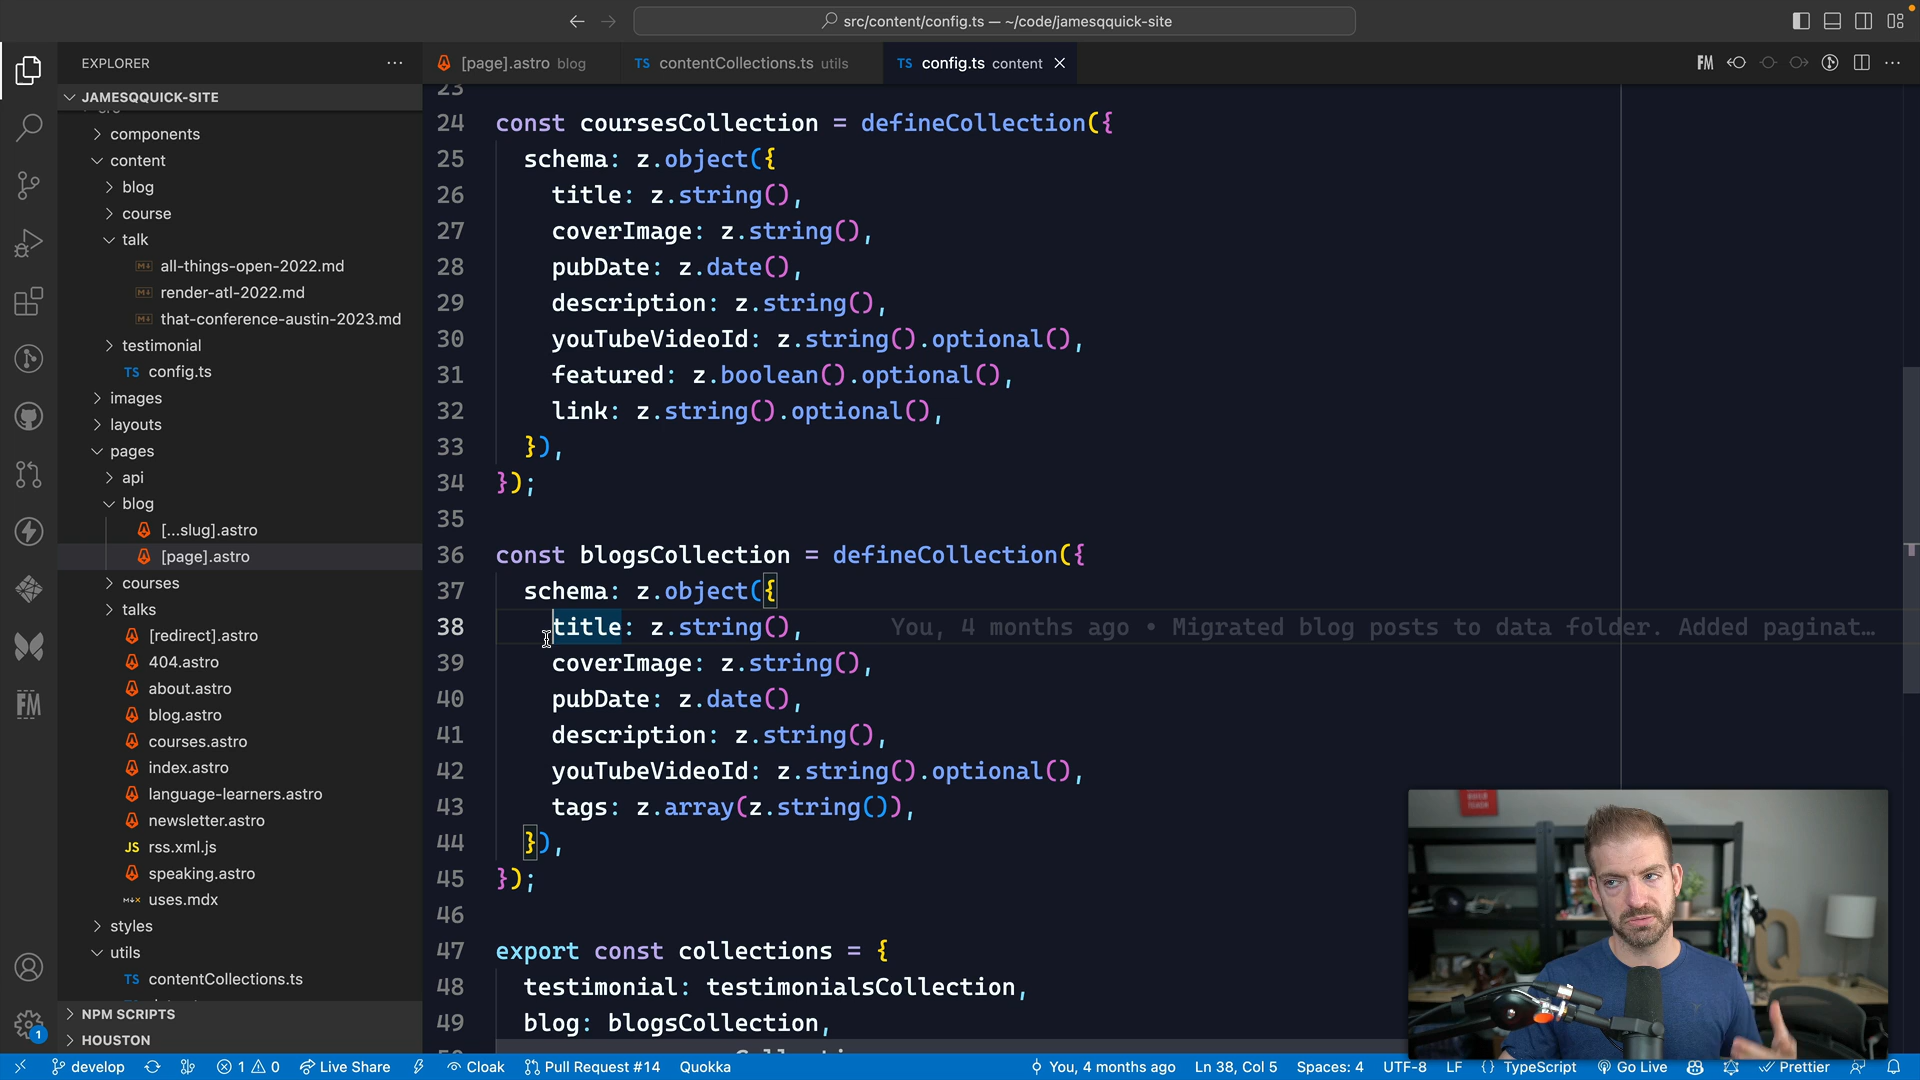 src/content/config.ts — ~/code/jamesqquick-site
EXPLORER
JAMESQQUICK-SITE
components
content
blog
course
talk
all-things-open-2022.md
render-atl-2022.md
that-conference-austin-2023.md
testimonial
TS config.ts
images
layouts
pages
api
blog
[...slug].astro
[page].astro
courses
talks
[redirect].astro
404.astro
about.astro
blog.astro
courses.astro
index.astro
language-learners.astro
newsletter.astro
JS rss.xml.js
speaking.astro
uses.mdx
styles
utils
TS contentCollections.ts
NPM SCRIPTS
HOUSTON
1
[page].astro blog
TS contentCollections.ts utils
TS config.ts content
FM
FM
23
24 const coursesCollection = defineCollection({
25 schema: z.object({
26 title: z.string(),
27 coverImage: z.string(),
28 pubDate: z.date(),
29 description: z.string(),
30 youTubeVideoId: z.string().optional(),
31 featured: z.boolean().optional(),
32 link: z.string().optional(),
33 }),
34 });
35
36 const blogsCollection = defineCollection({
37 schema: z.object({
38 title: z.string(), You, 4 months ago • Migrated blog posts to data folder. Added paginat…
39 coverImage: z.string(),
40 pubDate: z.date(),
41 description: z.string(),
42 youTubeVideoId: z.string().optional(),
43 tags: z.array(z.string()),
44 }),
45 });
46
47 export const collections = {
48 testimonial: testimonialsCollection,
49 blog: blogsCollection,
develop 1 0 Live Share Cloak Pull Request #14 Quokka You, 4 months ago Ln 38, Col 5 Spaces: 4 UTF-8 LF {} TypeScript Go Live Prettier